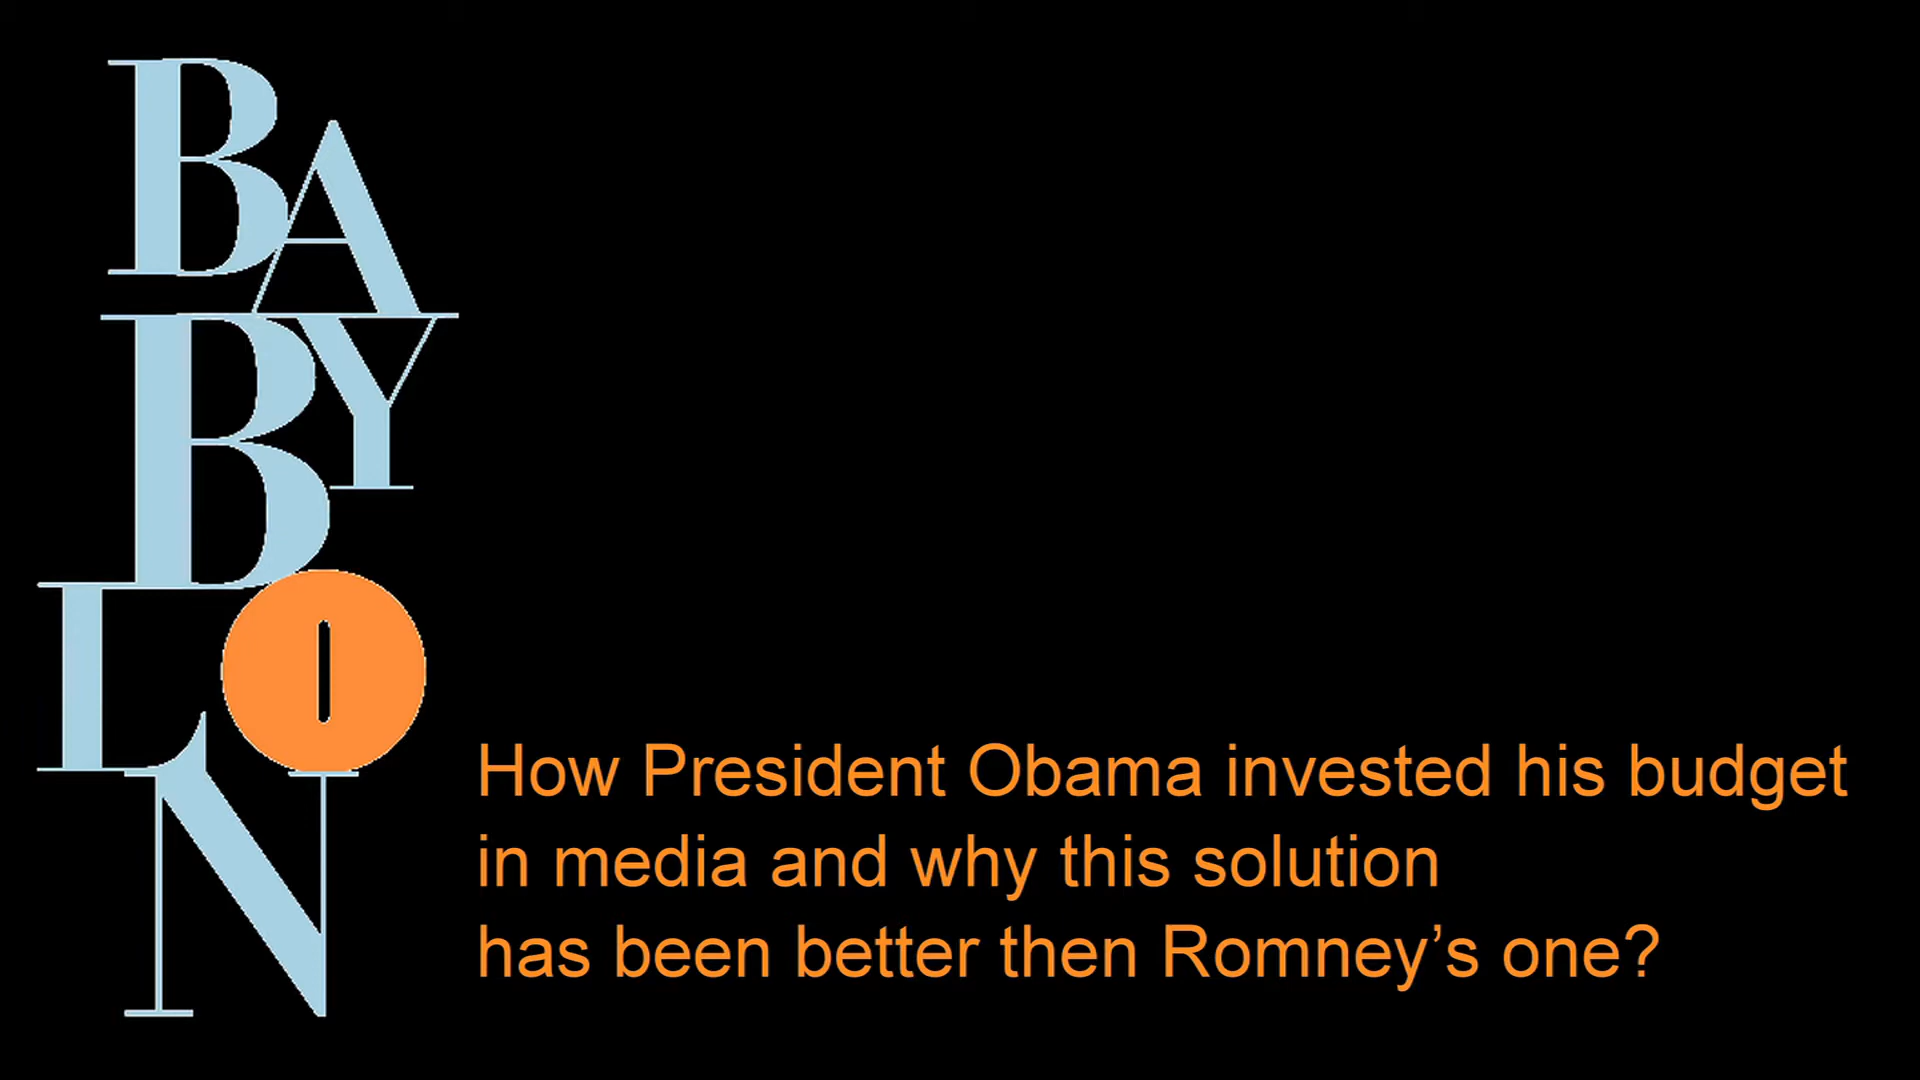 BABYLON
How President Obama invested his budget
in media and why this solution
has been better then Romney’s one?